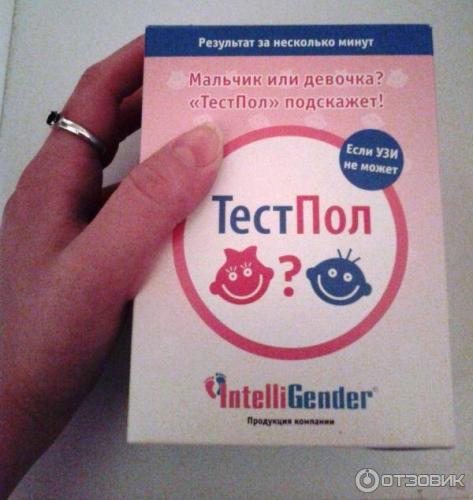 Результат за несколько минут
Мальчик или девочка?
«ТестПол» подскажет!
Если УЗИ
не может
ТестПол
?
IntelliGender®
Продукция компании
ОТЗОВИК